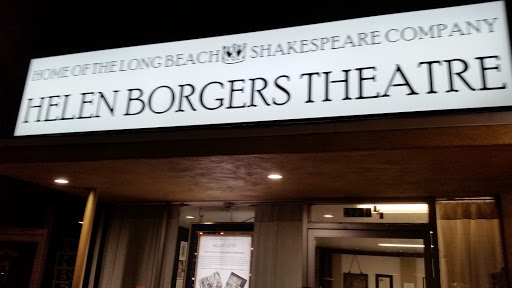 HOME OF THE LONG BEACH SHAKESPEARE COMPANY
HELEN BORGERS THEATRE